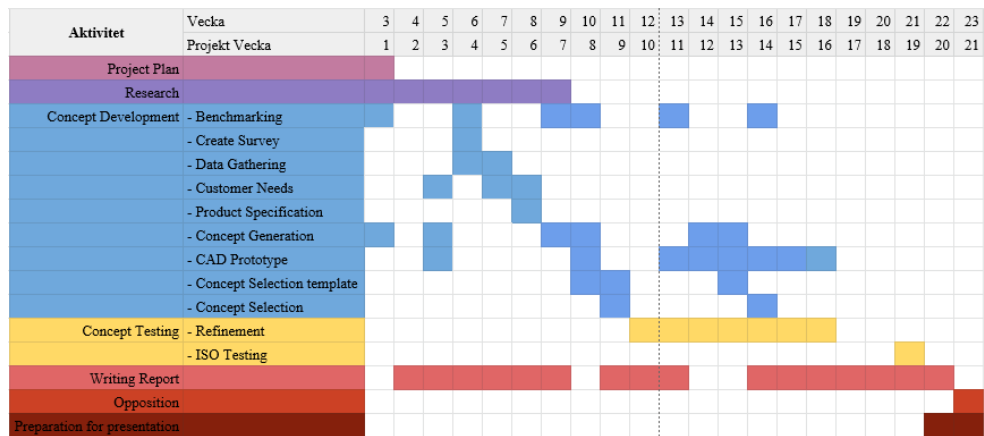 Aktivitet
Vecka 3 4 5 6 7 8 9 10 11 12 13 14 15 16 17 18 19 20 21 22 23
Projekt Vecka 1 2 3 4 5 6 7 8 9 10 11 12 13 14 15 16 17 18 19 20 21
Project Plan
Research
Concept Development - Benchmarking
- Create Survey
- Data Gathering
- Customer Needs
- Product Specification
- Concept Generation
- CAD Prototype
- Concept Selection template
- Concept Selection
Concept Testing - Refinement
- ISO Testing
Writing Report
Opposition
Preparation for presentation